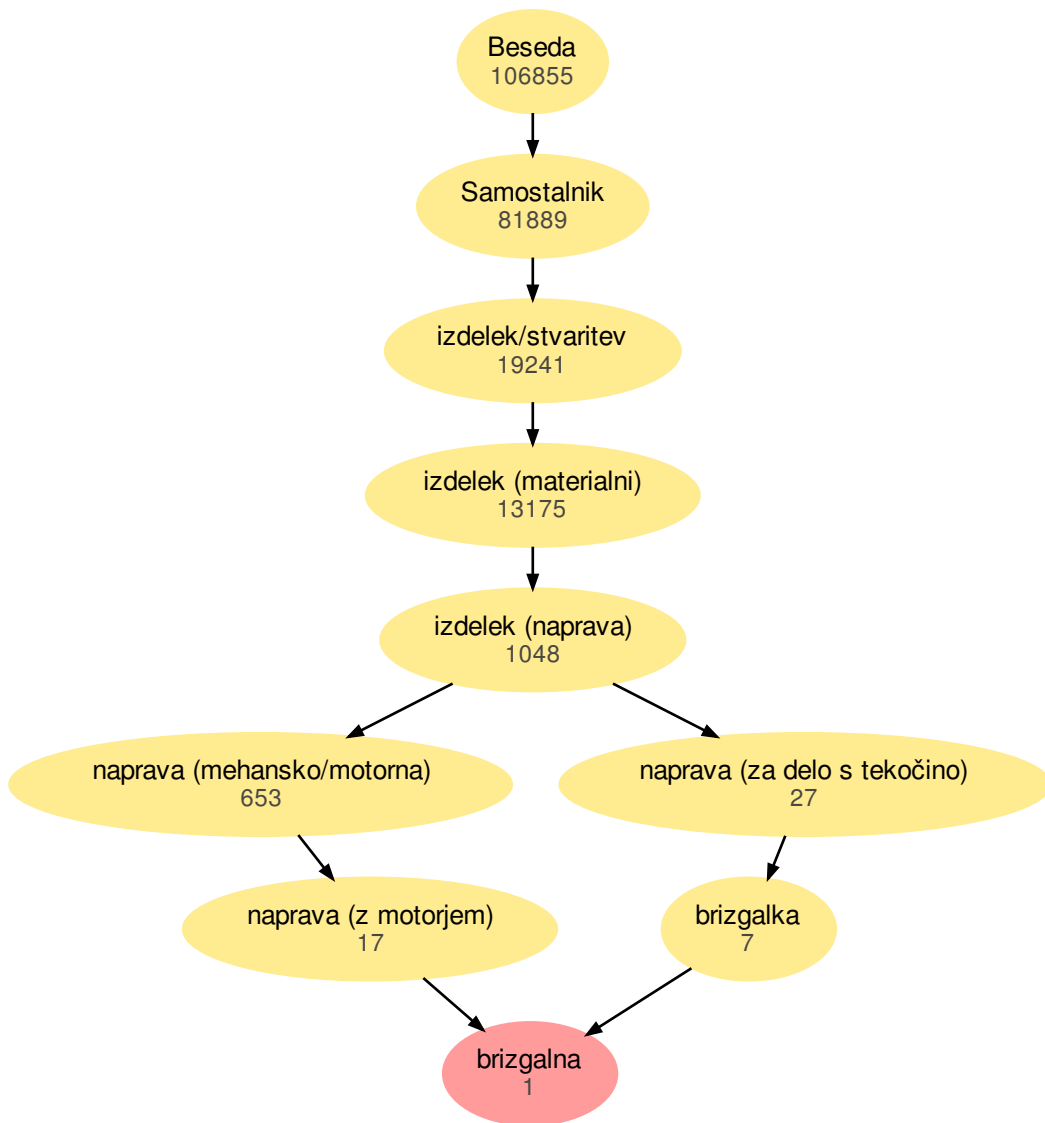 Beseda
106855
Samostalnik
81889
izdelek/stvaritev
19241
izdelek (materialni)
13175
izdelek (naprava)
1048
naprava (mehansko/motorna)
653
naprava (za delo s tekočino)
27
naprava (z motorjem)
17
brizgalka
7
brizgalna
1